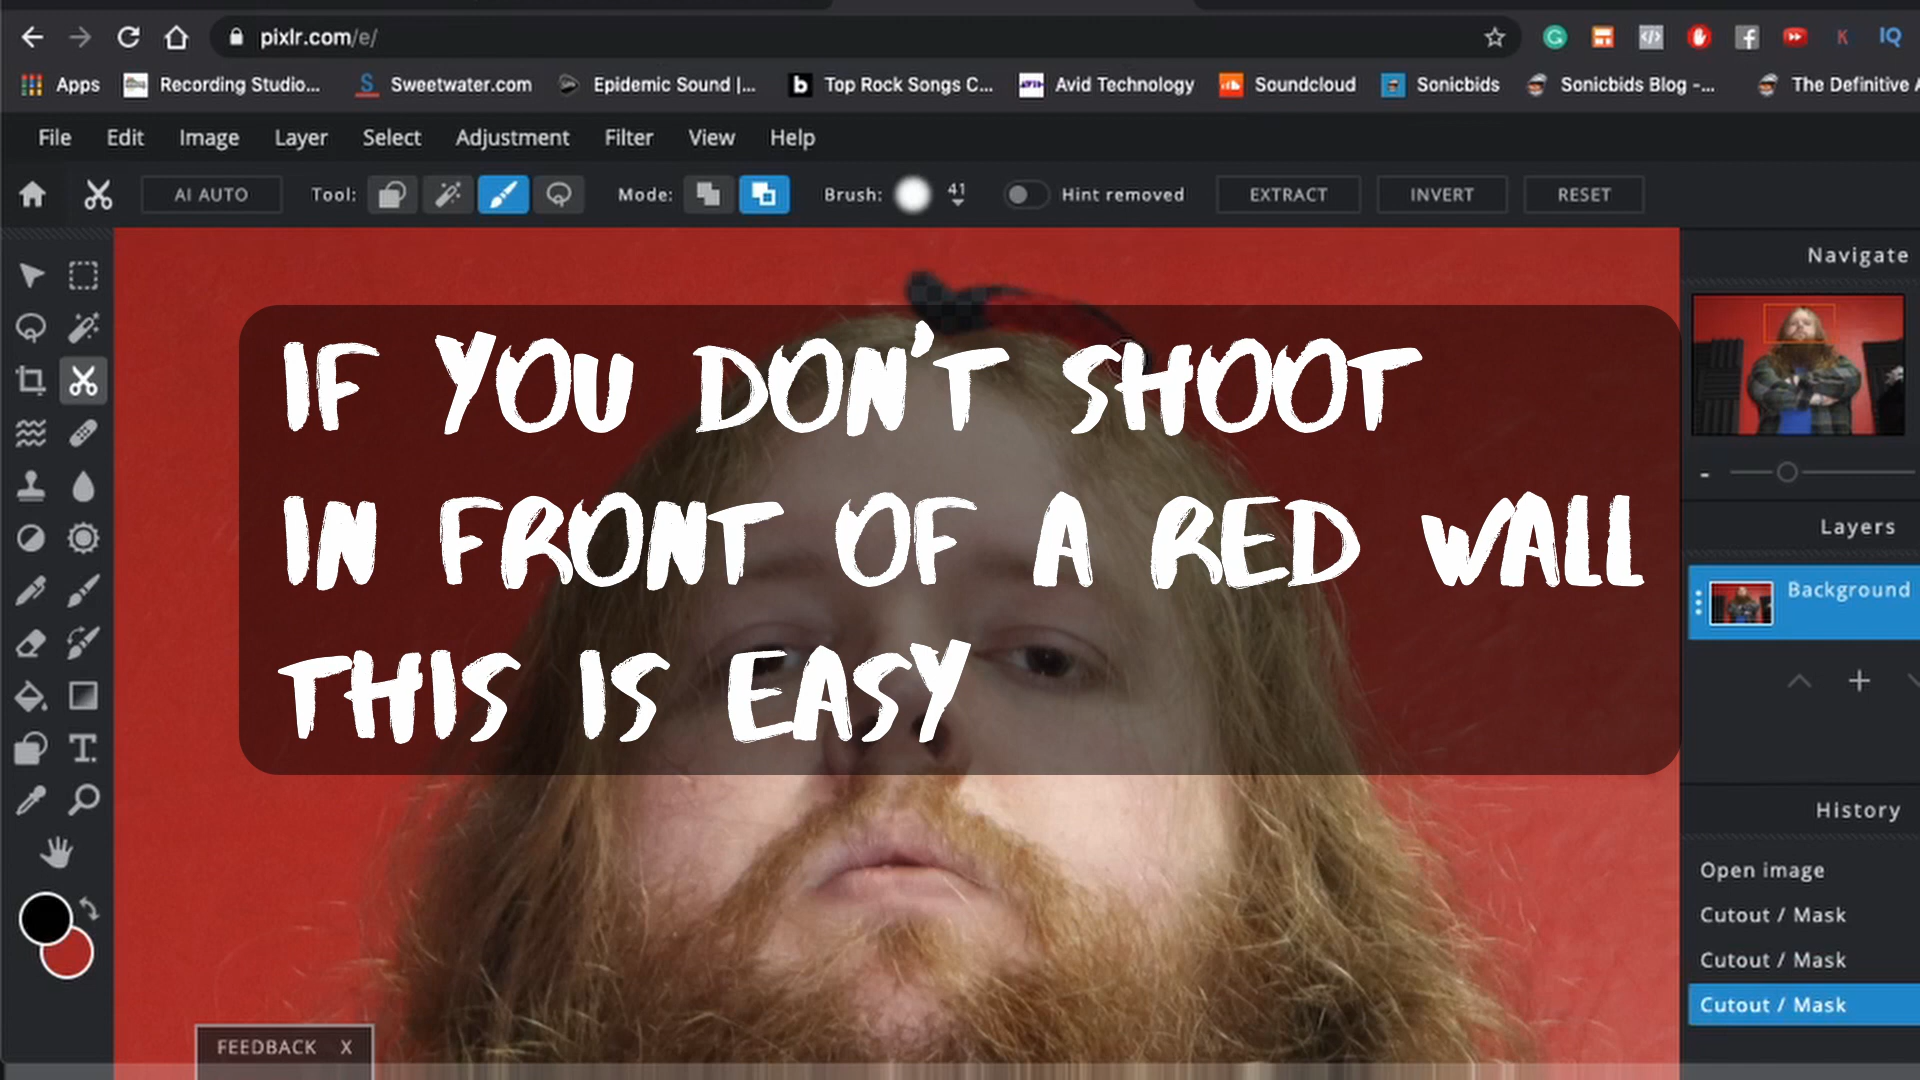 pixlr.com/e/
IQ
Apps Recording Studio... Sweetwater.com Epidemic Sound |... Top Rock Songs C... Avid Technology Soundcloud Sonicbids Sonicbids Blog -... The Definitive A
File Edit Image Layer Select Adjustment Filter View Help
AI AUTO Tool: Mode: Brush: 41 Hint removed EXTRACT INVERT RESET
Navigate
IF YOU DON'T SHOOT
IN FRONT OF A RED WALL
THIS IS EASY
Layers
Background
History
Open image
Cutout / Mask
Cutout / Mask
Cutout / Mask
FEEDBACK X